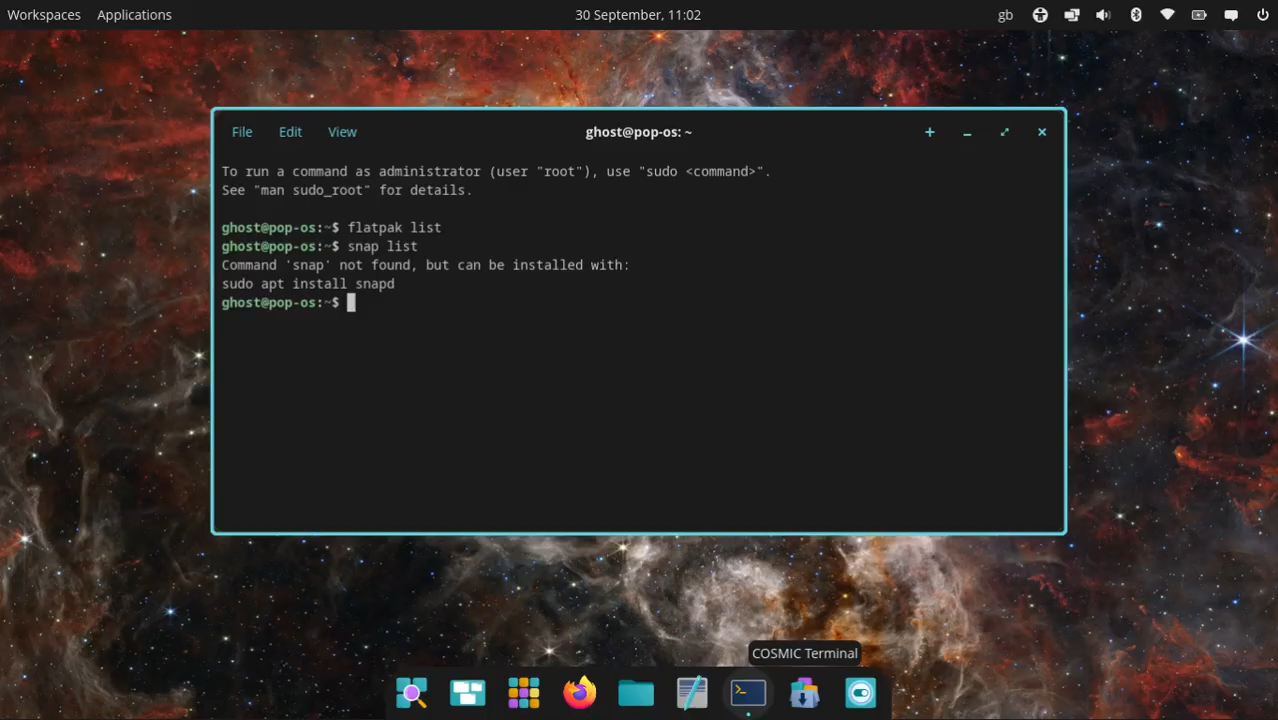 Workspaces Applications 30 September, 11:02 gb
File Edit View ghost@pop-os: ~
To run a command as administrator (user "root"), use "sudo <command>".
See "man sudo_root" for details.
ghost@pop-os:~$ flatpak list
ghost@pop-os:~$ snap list
Command 'snap' not found, but can be installed with:
sudo apt install snapd
ghost@pop-os:~$
COSMIC Terminal